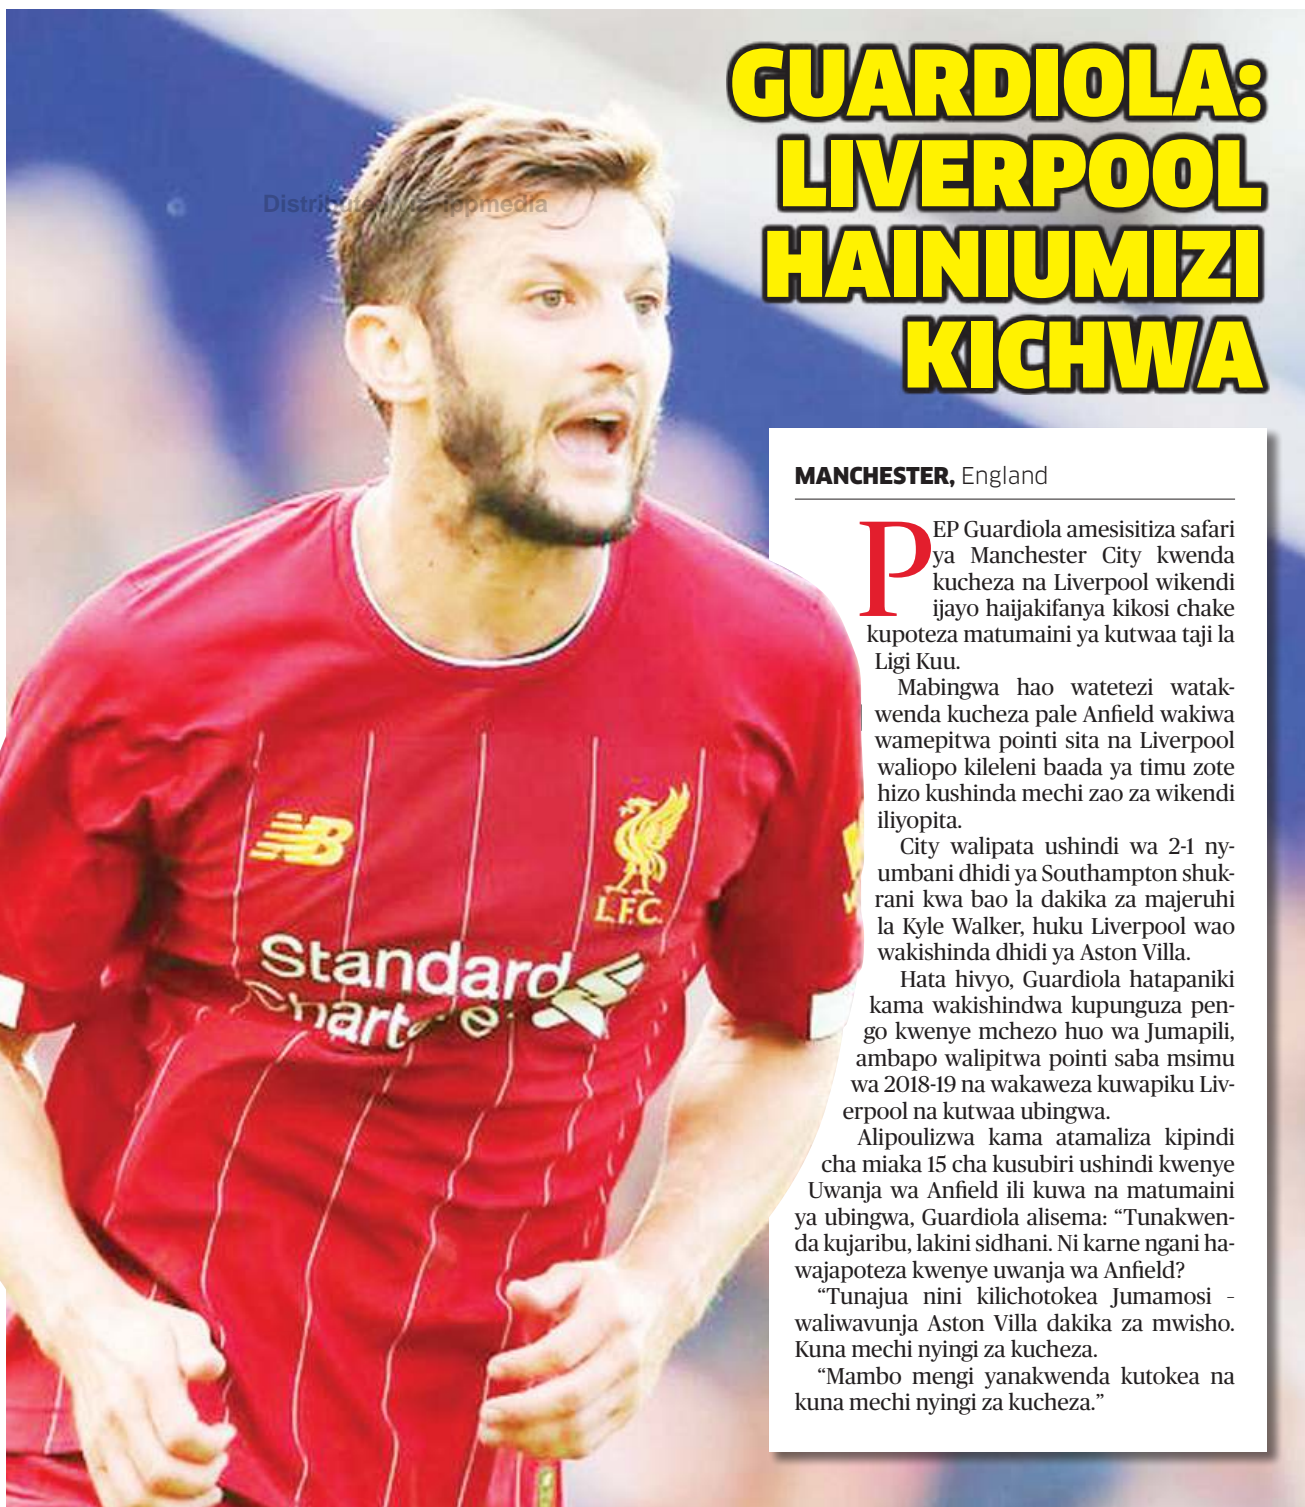 GUARDIOLA:
LIVERPOOL
HAINIUMIZI
KICHWA
MANCHESTER, England
PEP Guardiola amesisitiza safari
ya Manchester City kwenda
kucheza na Liverpool wikendi
ijayo haijakifanya kikosi chake
kupoteza matumaini ya kutwaa taji la
Ligi Kuu.
Mabingwa hao watetezi watak-
wenda kucheza pale Anfield wakiwa
wamepitwa pointi sita na Liverpool
waliopo kileleni baada ya timu zote
hizo kushinda mechi zao za wikendi
iliyopita.
City walipata ushindi wa 2-1 ny-
umbani dhidi ya Southampton shuk-
rani kwa bao la dakika za majeruhi
la Kyle Walker, huku Liverpool wao
wakishinda dhidi ya Aston Villa.
Hata hivyo, Guardiola hatapaniki
kama wakishindwa kupunguza pen-
go kwenye mchezo huo wa Jumapili,
ambapo walipitwa pointi saba msimu
wa 2018-19 na wakaweza kuwapiku Liv-
erpool na kutwaa ubingwa.
Alipoulizwa kama atamaliza kipindi
cha miaka 15 cha kusubiri ushindi kwenye
Uwanja wa Anfield ili kuwa na matumaini
ya ubingwa, Guardiola alisema: “Tunakwen-
da kujaribu, lakini sidhani. Ni karne ngani ha-
wajapoteza kwenye uwanja wa Anfield?
“Tunajua nini kilichotokea Jumamosi -
waliwavunja Aston Villa dakika za mwisho.
Kuna mechi nyingi za kucheza.
“Mambo mengi yanakwenda kutokea na
kuna mechi nyingi za kucheza.”
NB
L.F.C.
Standard